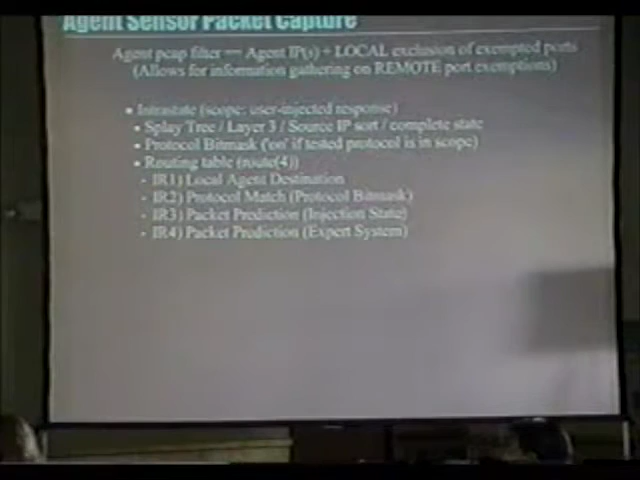 Agent Sensor Packet Capture
Agent pcap filter == Agent IP(s) + LOCAL exclusion of exempted ports
(Allows for information gathering on REMOTE port exemptions)
• Intrastate (scope: user-injected response)
• Splay Tree / Layer 3 / Source IP sort / complete state
• Protocol Bitmask ('on' if tested protocol is in scope)
• Routing table (route(4))
- IR1) Local Agent Destination
- IR2) Protocol Match (Protocol Bitmask)
- IR3) Packet Prediction (Injection State)
- IR4) Packet Prediction (Expert System)